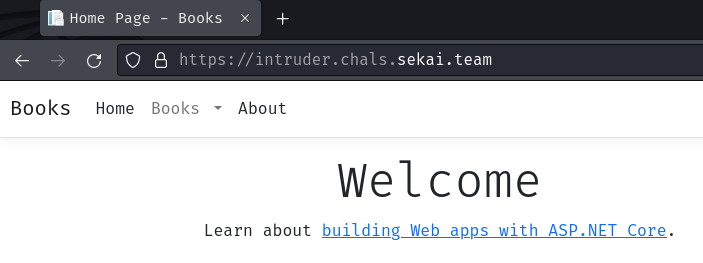 Home Page - Books
https://intruder.chals.sekai.team
Books Home Books About
Welcome
Learn about building Web apps with ASP.NET Core.